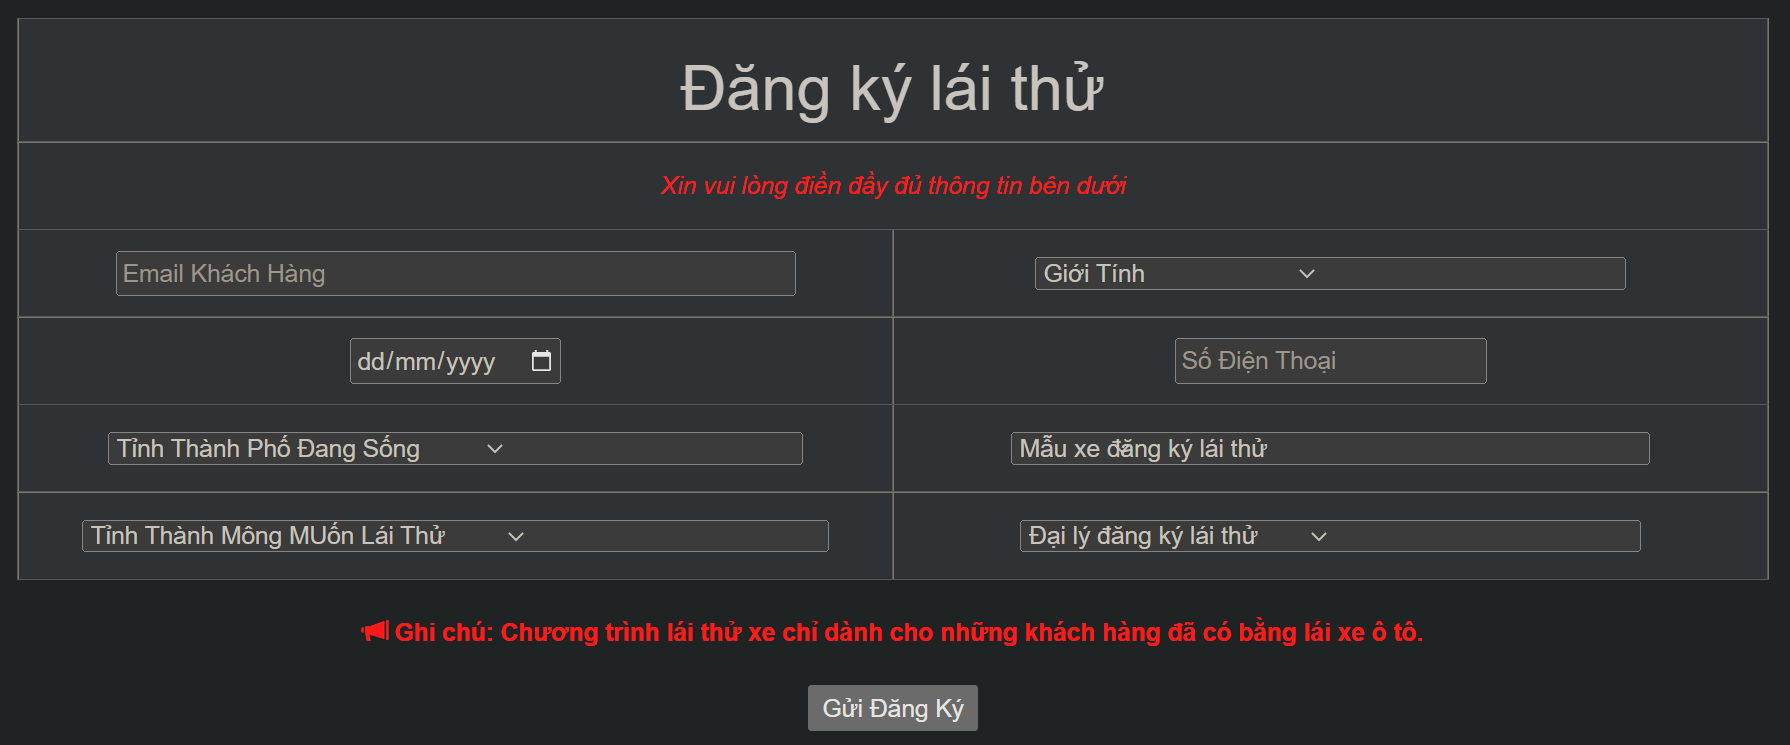 Đăng ký lái thử
Xin vui lòng điền đầy đủ thông tin bên dưới
Email Khách Hàng
Giới Tính
dd/mm/yyyy
Số Điện Thoại
Tỉnh Thành Phố Đang Sống
Mẫu xe đăng ký lái thử
Tỉnh Thành Mông MUốn Lái Thử
Đại lý đăng ký lái thử
Ghi chú: Chương trình lái thử xe chỉ dành cho những khách hàng đã có bằng lái xe ô tô.
Gửi Đăng Ký